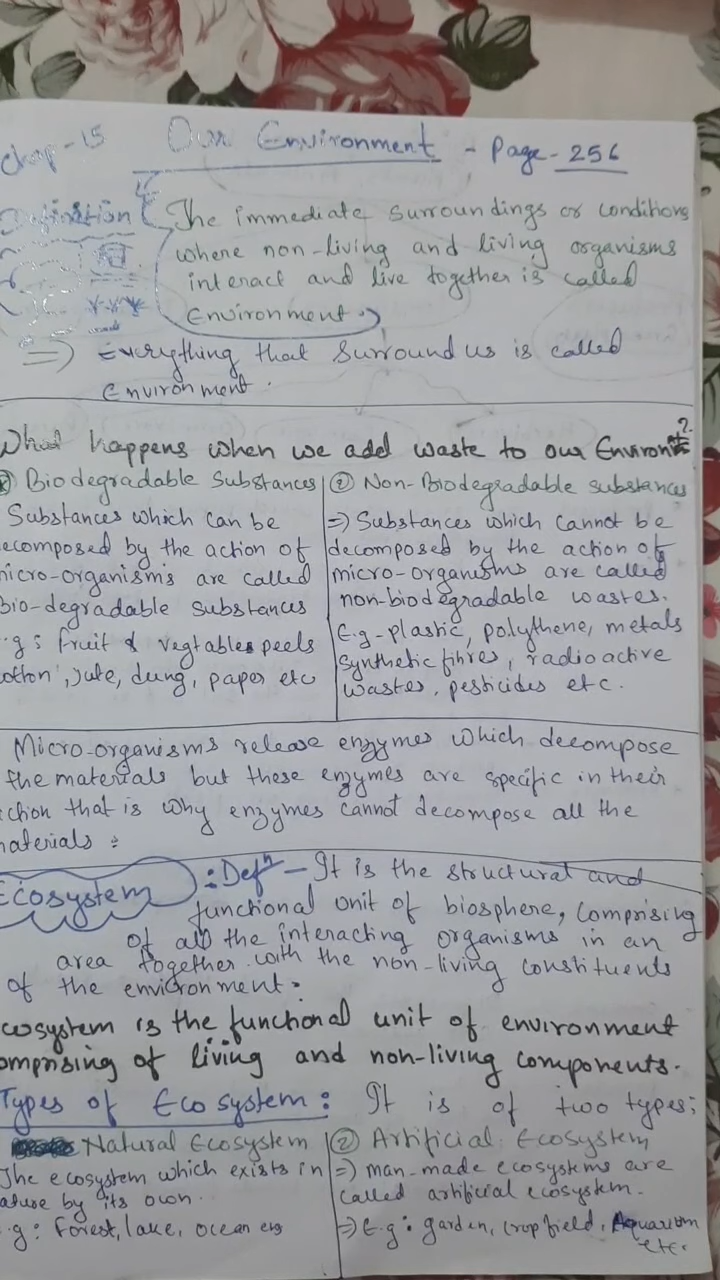 chap-15 Our Environment - Page-256
Definition The immediate surroundings or conditions
where non-living and living organisms
interact and live together is called
Environment.
=> Everything that surround us is called
Environment.
What happens when we add waste to our Environ ?
Biodegradable Substances
Substances which can be
ecomposed by the action of
micro-organisms are called
Bio-degradable substances
.g: fruit & vegtables peels
otton, jute, dung, paper etc
② Non-Biodegradable substances
=> Substances which cannot be
decomposed by the action of
micro-organisms are called
non-biodegradable wastes.
E.g-plastic, polythene, metals
synthetic fibres, radioactive
wastes, pesticides etc.
Micro-organisms release enzymes which decompose
the materials but these enzymes are specific in their
ction that is why enzymes cannot decompose all the
materials :
Ecosystem :Defⁿ - It is the structural and
functional unit of biosphere, comprising
of all the interacting organisms in an
area together with the non-living constituents
of the environment.
cosystem is the functional unit of environment
omprising of living and non-living components.
Types of Ecosystem: It is of two types:
Natural Ecosystem
The ecosystem which exists in
ature by its own.
.g: Forest, lake, ocean
② Artificial Ecosystem
=> man-made ecosystems are
called artificial ecosystem.
=> E.g: garden, crop field, Aquarium
etc.